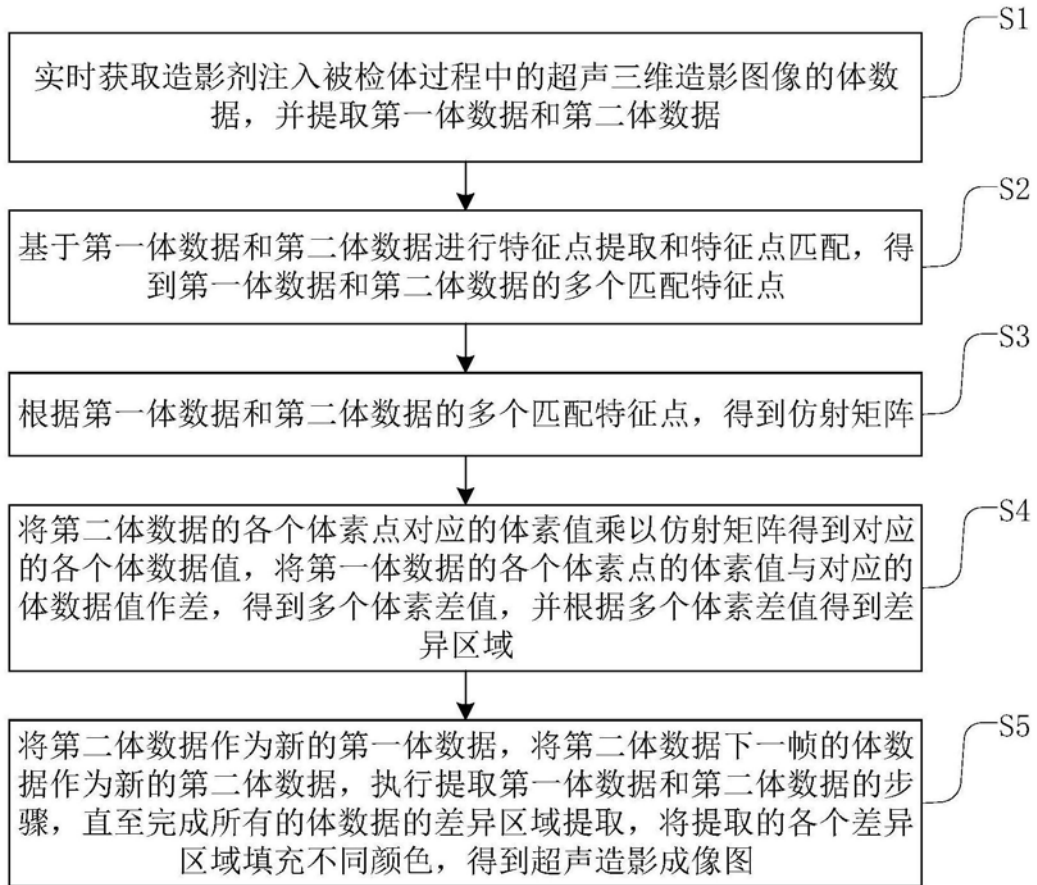 S1
实时获取造影剂注入被检体过程中的超声三维造影图像的体数
据，并提取第一体数据和第二体数据
S2
基于第一体数据和第二体数据进行特征点提取和特征点匹配，得
到第一体数据和第二体数据的多个匹配特征点
S3
根据第一体数据和第二体数据的多个匹配特征点，得到仿射矩阵
S4
将第二体数据的各个体素点对应的体素值乘以仿射矩阵得到对应
的各个体数据值，将第一体数据的各个体素点的体素值与对应的
体数据值作差，得到多个体素差值，并根据多个体素差值得到差
异区域
S5
将第二体数据作为新的第一体数据，将第二体数据下一帧的体数
据作为新的第二体数据，执行提取第一体数据和第二体数据的步
骤，直至完成所有的体数据的差异区域提取，将提取的各个差异
区域填充不同颜色，得到超声造影成像图